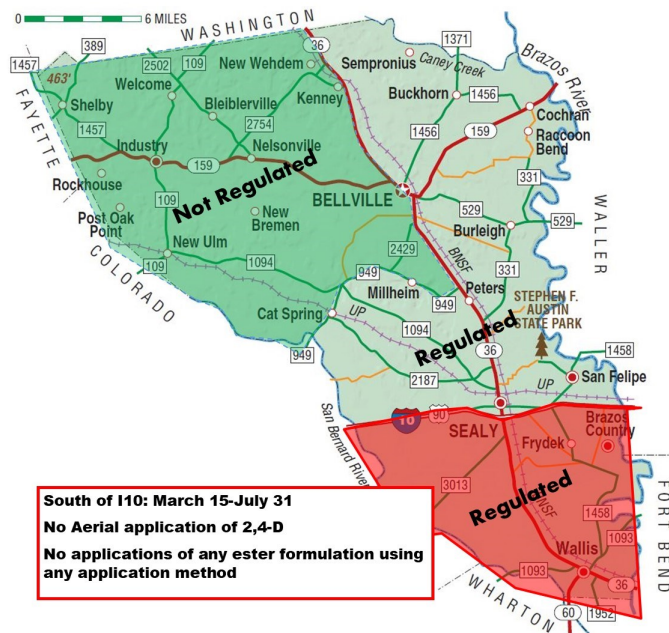 0 6 MILES
WASHINGTON
1457
389
463'
2502
109
New Wehdem
36
Sempronius
Caney Creek
1371
Brazos River
FAYETTE
Shelby
Welcome
Bleiblerville
Kenney
Buckhorn
1456
Cochran
1457
Industry
2754
Nelsonville
1456
159
Raccoon
Bend
159
Rockhouse
Not Regulated
BELLVILLE
331
WALLER
Post Oak
Point
109
New
Bremen
529
529
Burleigh
COLORADO
New Ulm
2429
BNSF
331
109
1094
949
Millheim
949
Peters
STEPHEN F.
AUSTIN
STATE PARK
Cat Spring
UP
1094
Regulated
36
949
2187
UP
1458
San Felipe
San Bernard River
10
90
SEALY
Brazos
Country
Frydek
3013
Regulated
BNSF
1458
1093
FORT BEND
Wallis
1093
36
WHARTON
60
1952
South of I10: March 15-July 31
No Aerial application of 2,4-D
No applications of any ester formulation using
any application method